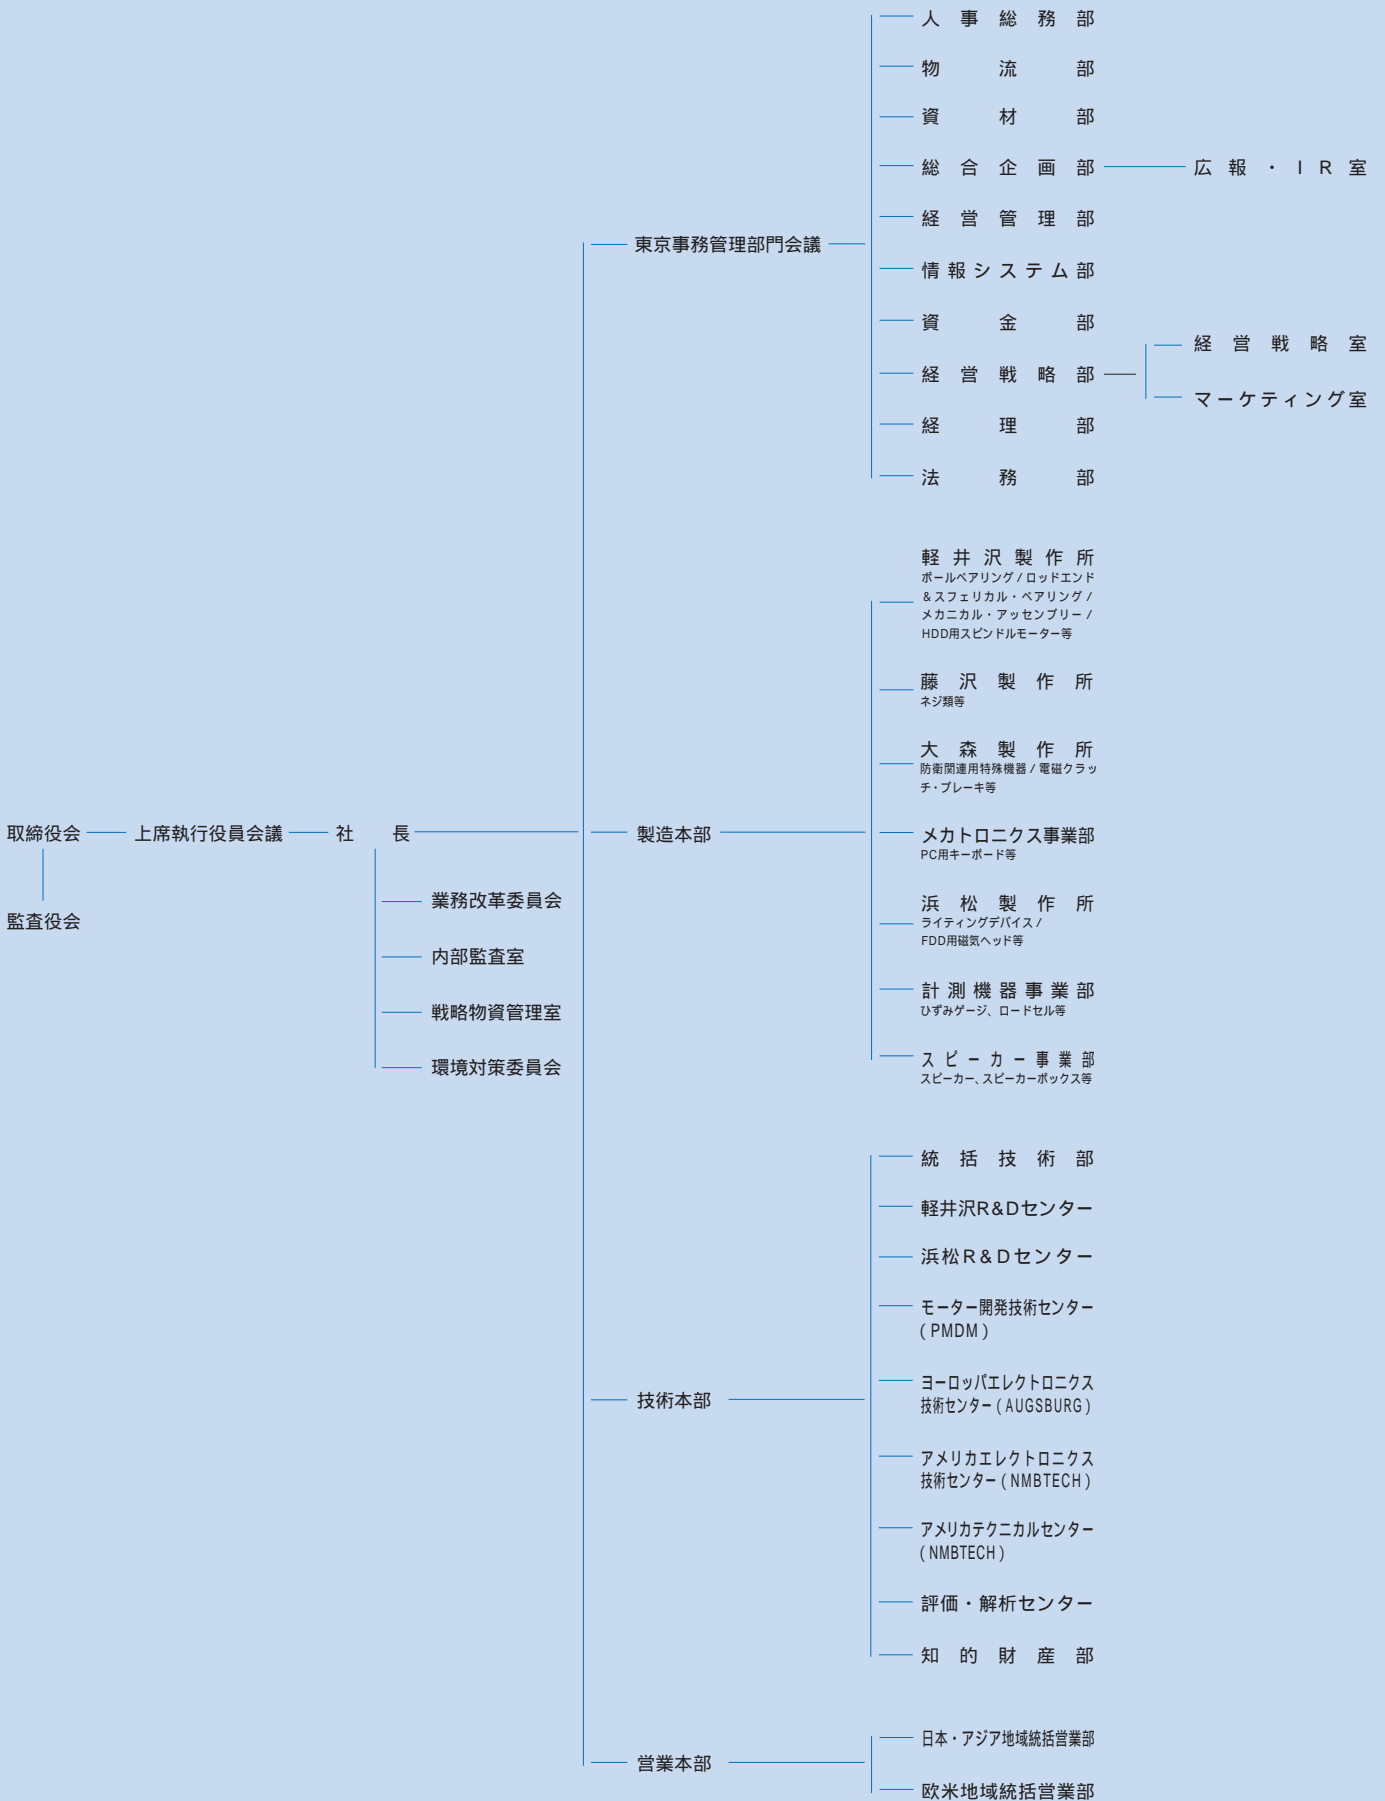 人事総務部
物流部
資材部
総合企画部
広報・IR室
経営管理部
東京事務管理部門会議
情報システム部
資金部
経営戦略部
経営戦略室
マーケティング室
経理部
法務部
軽井沢製作所
ボールベアリング/ロッドエンド
&スフェリカル・ベアリング/
メカニカル・アッセンブリー/
HDD用スピンドルモーター等
藤沢製作所
ネジ類等
大森製作所
防衛関連用特殊機器/電磁クラッ
チ・ブレーキ等
取締役会
上席執行役員会議
社長
製造本部
メカトロニクス事業部
PC用キーボード等
監査役会
業務改革委員会
内部監査室
戦略物資管理室
環境対策委員会
浜松製作所
ライティングデバイス/
FDD用磁気ヘッド等
計測機器事業部
ひずみゲージ、ロードセル等
スピーカー事業部
スピーカー、スピーカーボックス等
統括技術部
軽井沢R&Dセンター
浜松R&Dセンター
モーター開発技術センター
(PMDM)
技術本部
ヨーロッパエレクトロニクス
技術センター(AUGSBURG)
アメリカエレクトロニクス
技術センター(NMBTECH)
アメリカテクニカルセンター
(NMBTECH)
評価・解析センター
知的財産部
営業本部
日本・アジア地域統括営業部
欧米地域統括営業部